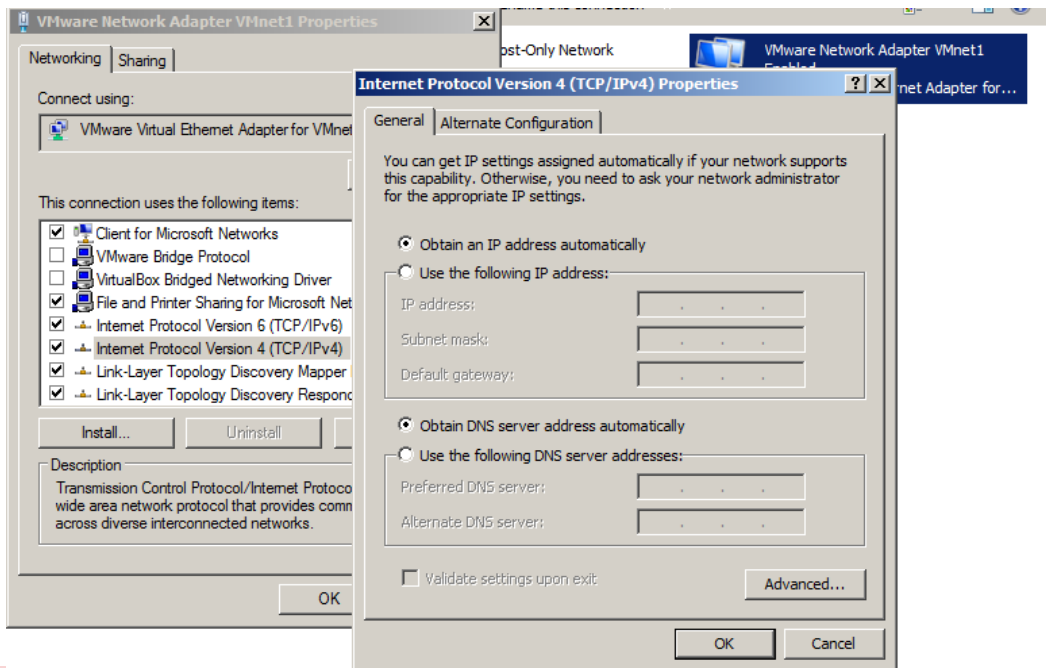 VMware Network Adapter VMnet1 Properties
Networking
Sharing
Connect using:
VMware Virtual Ethernet Adapter for VMnet
This connection uses the following items:
Client for Microsoft Networks
VMware Bridge Protocol
VirtualBox Bridged Networking Driver
File and Printer Sharing for Microsoft Net
Internet Protocol Version 6 (TCP/IPv6)
Internet Protocol Version 4 (TCP/IPv4)
Link-Layer Topology Discovery Mapper
Link-Layer Topology Discovery Respond
Install...
Uninstall
Description
Transmission Control Protocol/Internet Protoco
wide area network protocol that provides comm
across diverse interconnected networks.
OK
ost-Only Network
VMware Network Adapter VMnet1
Enabled
net Adapter for...
Internet Protocol Version 4 (TCP/IPv4) Properties
General
Alternate Configuration
You can get IP settings assigned automatically if your network supports
this capability. Otherwise, you need to ask your network administrator
for the appropriate IP settings.
Obtain an IP address automatically
Use the following IP address:
IP address:
Subnet mask:
Default gateway:
Obtain DNS server address automatically
Use the following DNS server addresses:
Preferred DNS server:
Alternate DNS server:
Validate settings upon exit
Advanced...
OK
Cancel